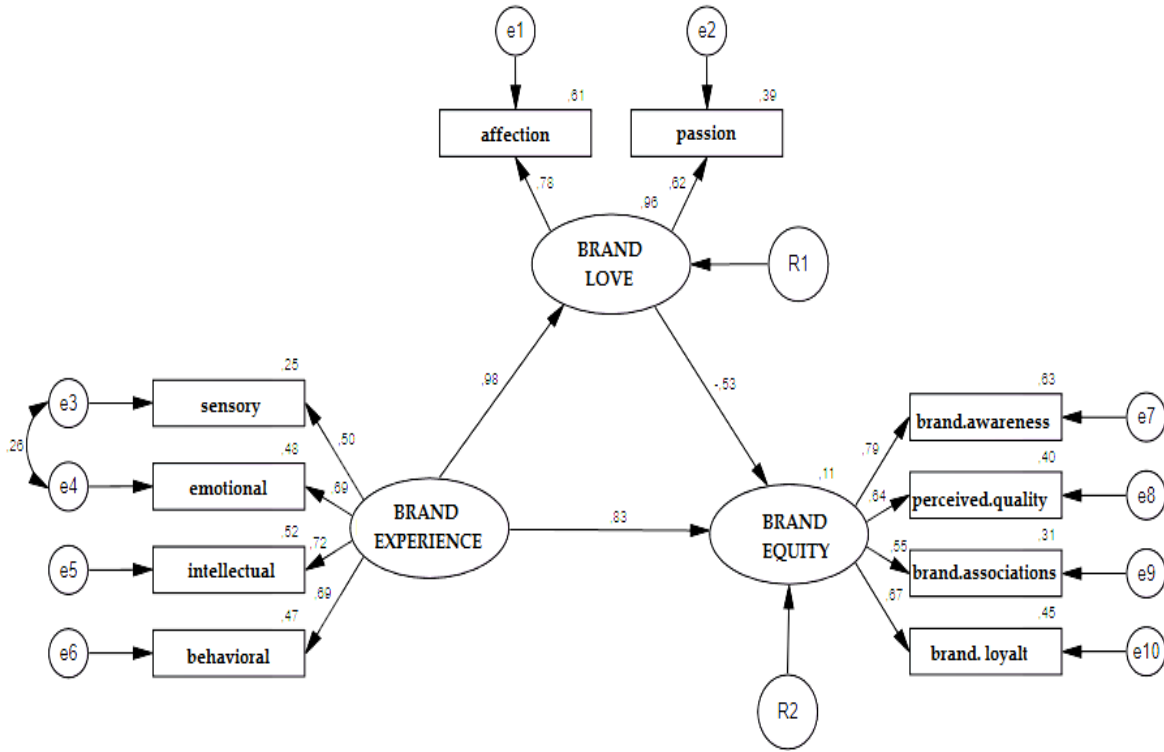 e1
e2
,61
,39
affection
passion
,78
,62
,96
BRAND
LOVE
R1
,98
-,53
,25
e3
sensory
,26
,50
,48
e4
emotional
,69
,52
e5
intellectual
,72
,47
e6
behavioral
,69
BRAND
EXPERIENCE
,83
,11
BRAND
EQUITY
R2
,63
brand.awareness
e7
,79
,40
perceived.quality
e8
,64
,31
brand.associations
e9
,55
,45
brand. loyalt
e10
,67